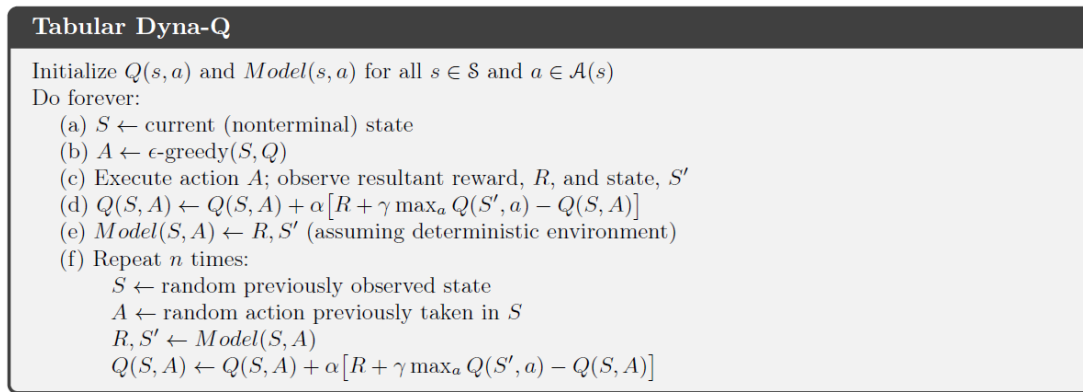 Tabular Dyna-Q
Initialize Q(s, a) and Model(s, a) for all s ∈ 𝒮 and a ∈ 𝒜(s)
Do forever:
(a) S ← current (nonterminal) state
(b) A ← ϵ-greedy(S, Q)
(c) Execute action A; observe resultant reward, R, and state, S′
(d) Q(S, A) ← Q(S, A) + α[R + γ maxₐ Q(S′, a) − Q(S, A)]
(e) Model(S, A) ← R, S′ (assuming deterministic environment)
(f) Repeat n times:
S ← random previously observed state
A ← random action previously taken in S
R, S′ ← Model(S, A)
Q(S, A) ← Q(S, A) + α[R + γ maxₐ Q(S′, a) − Q(S, A)]